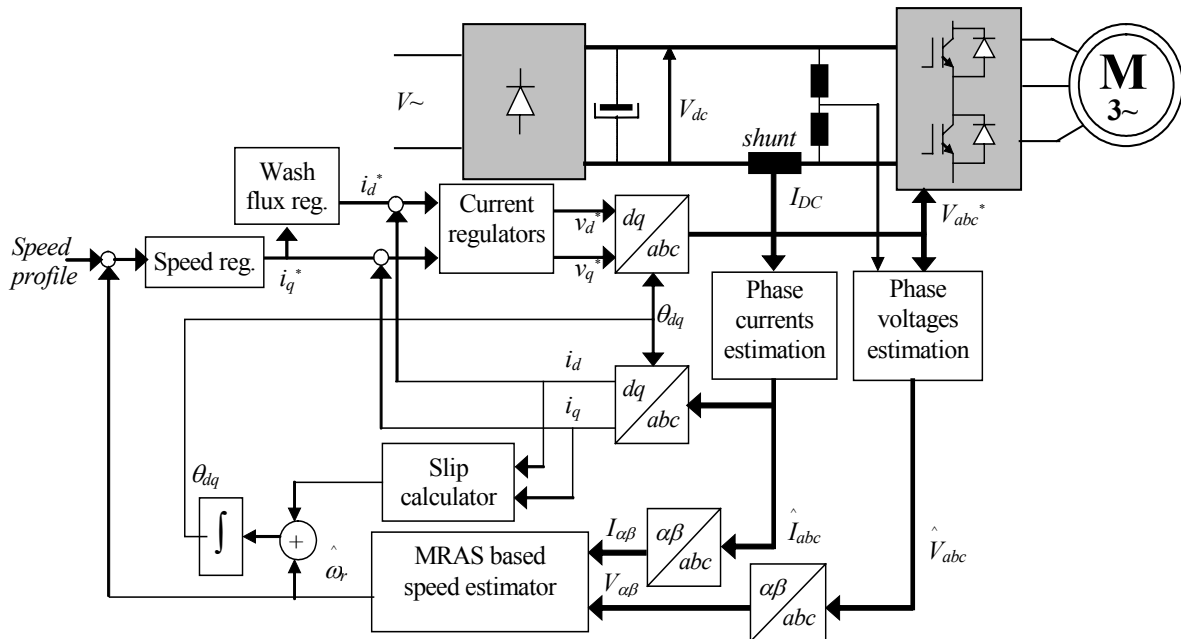 V~
V_dc
shunt
I_DC
M
3~
V_abc^*
Wash
flux reg.
i_d^*
Current
regulators
v_d^*
v_q^*
dq
abc
Speed
profile
Speed reg.
i_q^*
θ_dq
Phase
currents
estimation
Phase
voltages
estimation
i_d
i_q
dq
abc
Slip
calculator
θ_dq
∫
+
ω̂_r
MRAS based
speed estimator
I_αβ
V_αβ
αβ
abc
Î_abc
αβ
abc
V̂_abc